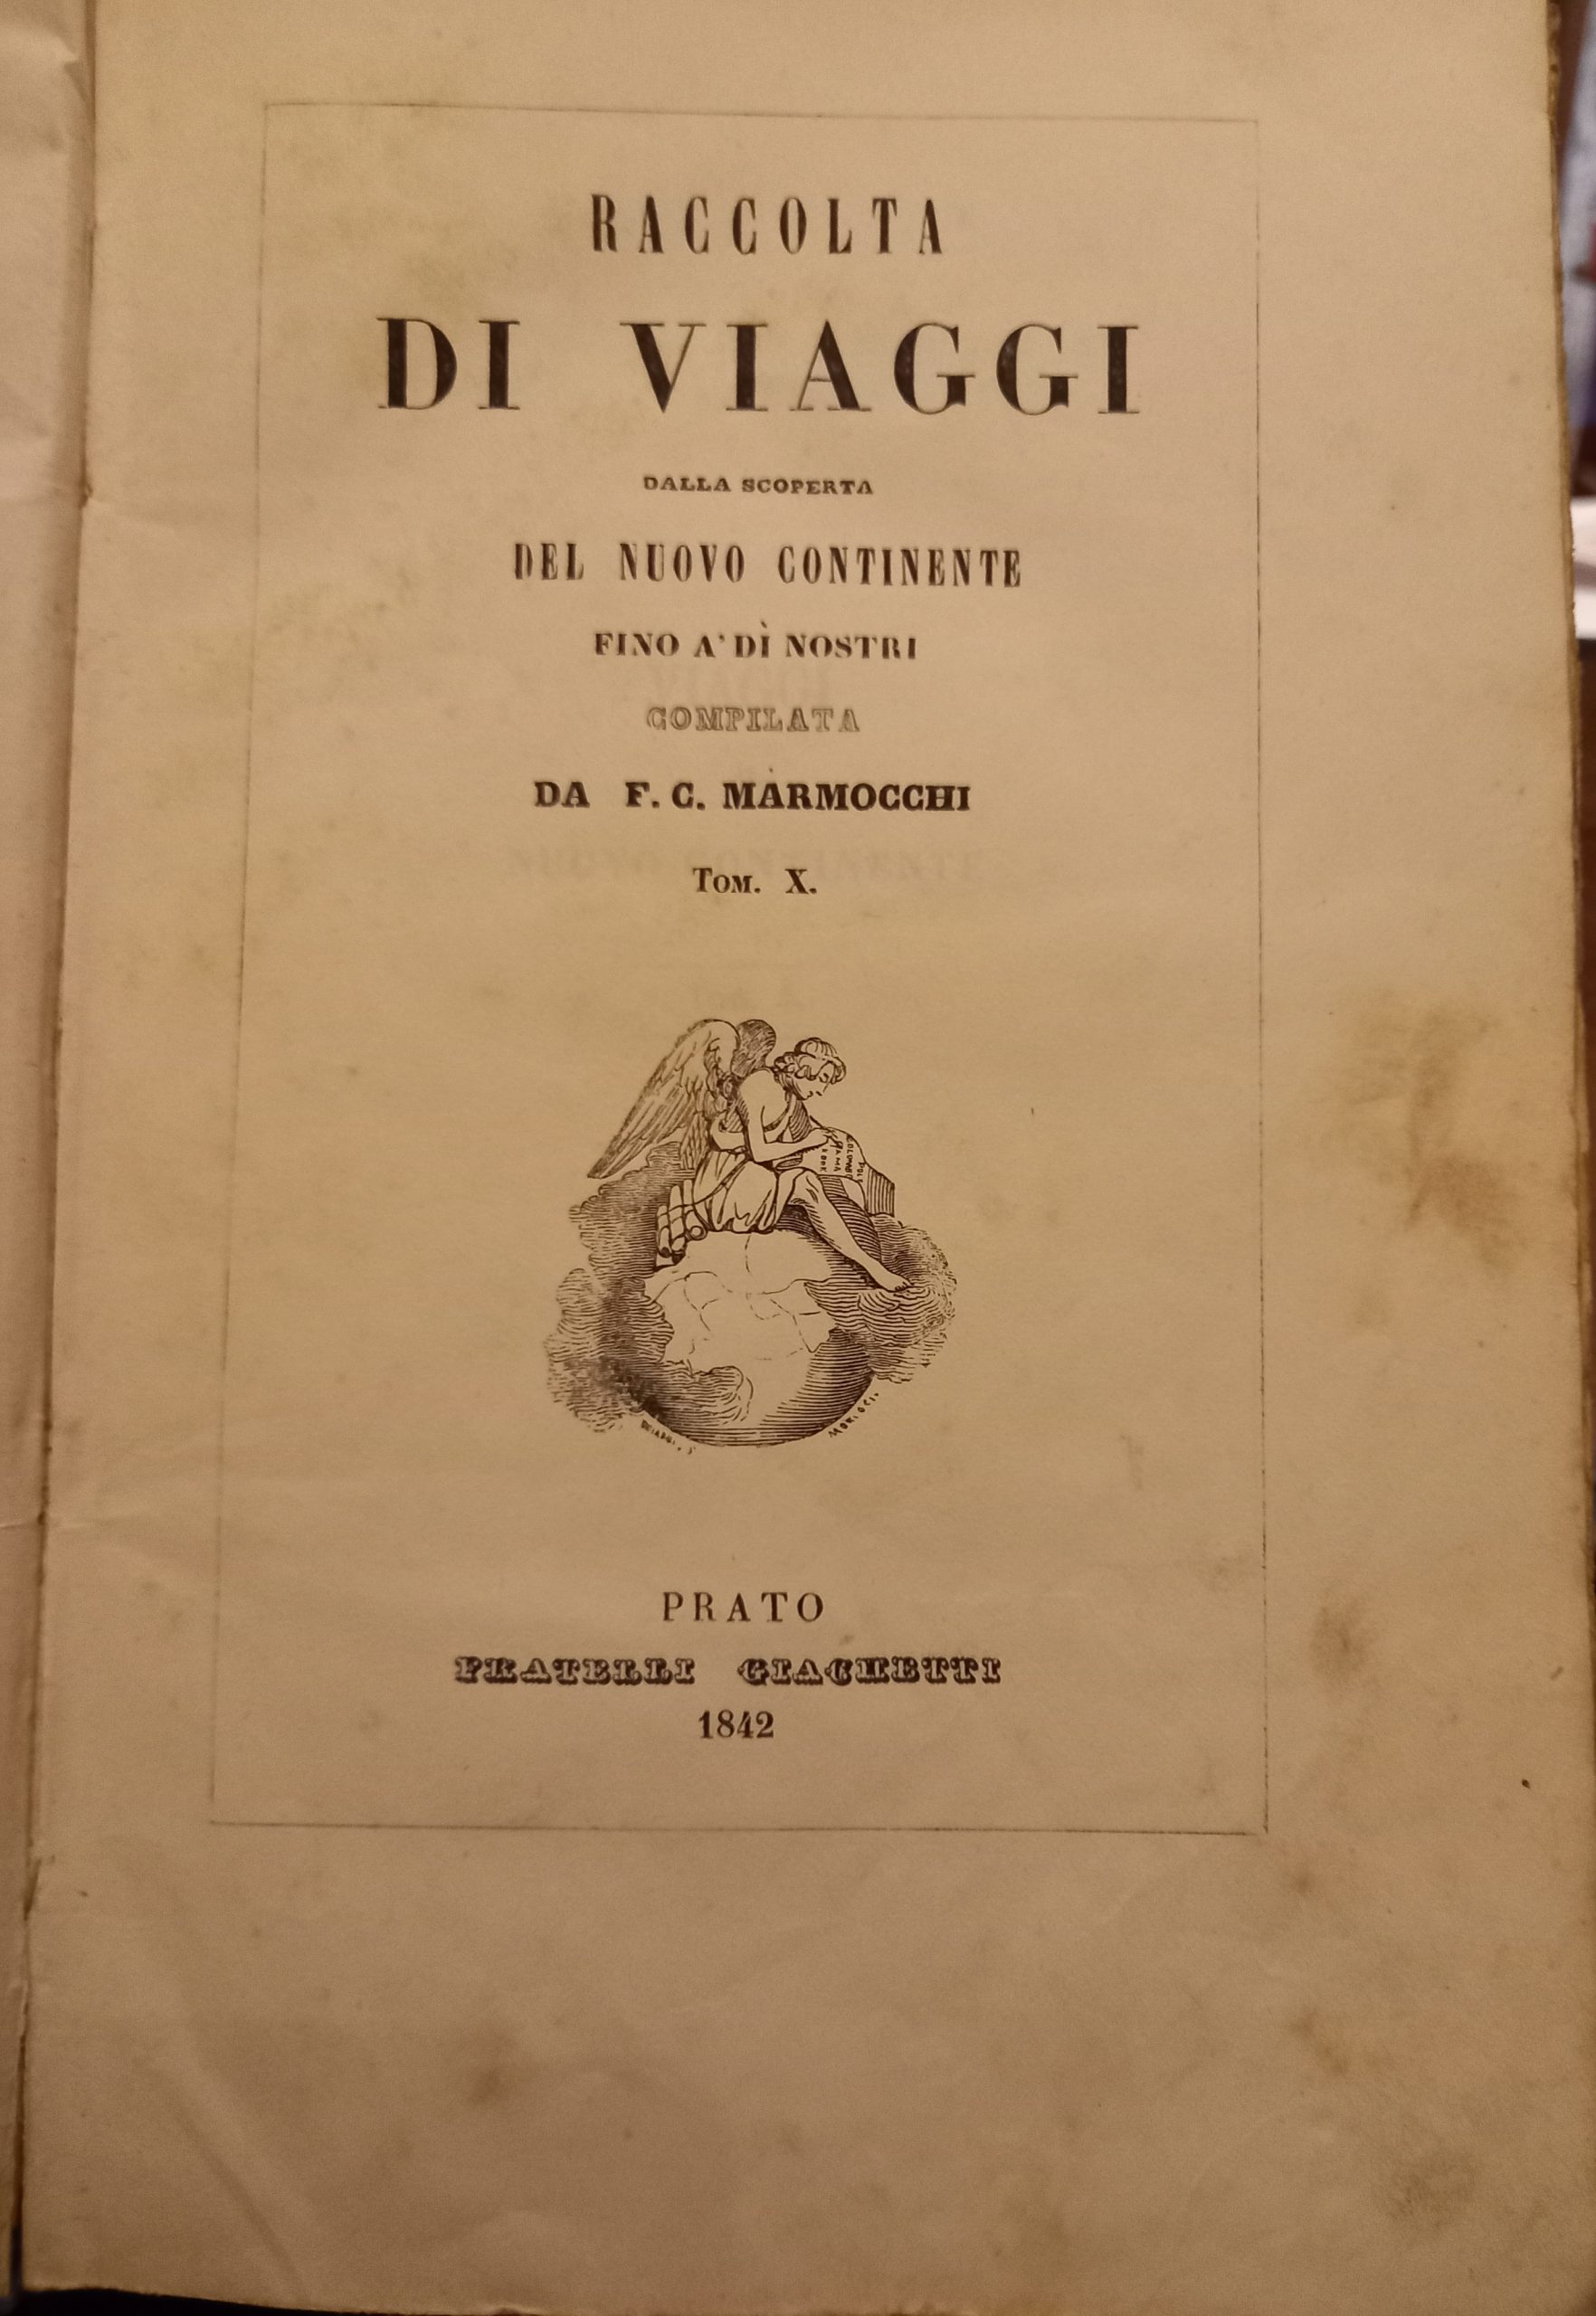 RACCOLTA
DI VIAGGI
DALLA SCOPERTA
DEL NUOVO CONTINENTE
FINO A' DÌ NOSTRI
COMPILATA
DA F. C. MARMOCCHI
TOM. X.
PRATO
FRATELLI GIACHETTI
1842